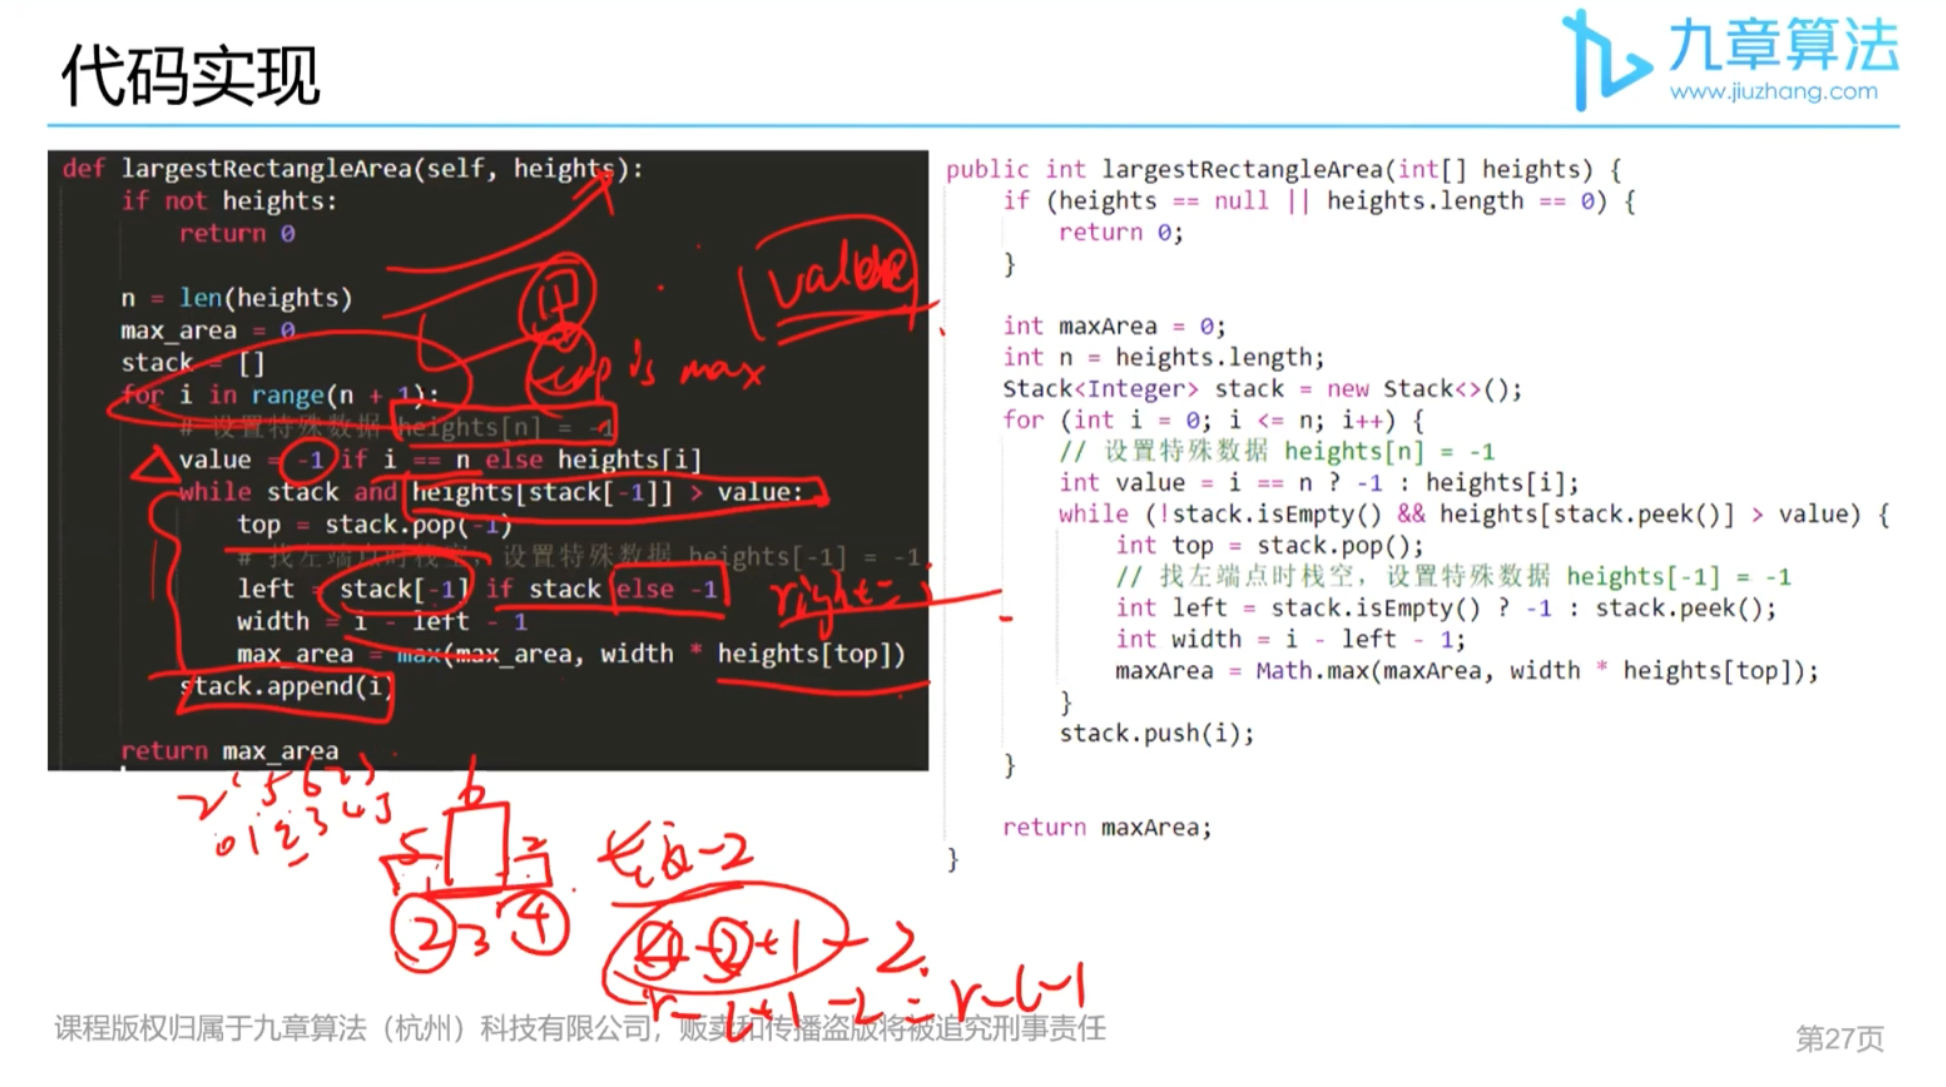 代码实现
九章算法
www.jiuzhang.com
def largestRectangleArea(self, heights):
if not heights:
return 0
n = len(heights)
max_area = 0
stack = []
for i in range(n + 1):
# 设置特殊数据 heights[n] = -1
value = -1 if i == n else heights[i]
while stack and heights[stack[-1]] > value:
top = stack.pop(-1)
# 找左端点时栈空，设置特殊数据 heights[-1] = -1
left = stack[-1] if stack else -1
width = i - left - 1
max_area = max(max_area, width * heights[top])
stack.append(i)
return max_area
value
top is max
right = i
2 1 5 6 2 3
0 1 2 3 4 5
6
5 2
2 3 4
长度-2
4-2+1-2
r-l+1-2=r-l-1
public int largestRectangleArea(int[] heights) {
if (heights == null || heights.length == 0) {
return 0;
}
int maxArea = 0;
int n = heights.length;
Stack<Integer> stack = new Stack<>();
for (int i = 0; i <= n; i++) {
// 设置特殊数据 heights[n] = -1
int value = i == n ? -1 : heights[i];
while (!stack.isEmpty() && heights[stack.peek()] > value) {
int top = stack.pop();
// 找左端点时栈空，设置特殊数据 heights[-1] = -1
int left = stack.isEmpty() ? -1 : stack.peek();
int width = i - left - 1;
maxArea = Math.max(maxArea, width * heights[top]);
}
stack.push(i);
}
return maxArea;
}
课程版权归属于九章算法（杭州）科技有限公司，贩卖和传播盗版将被追究刑事责任
第27页